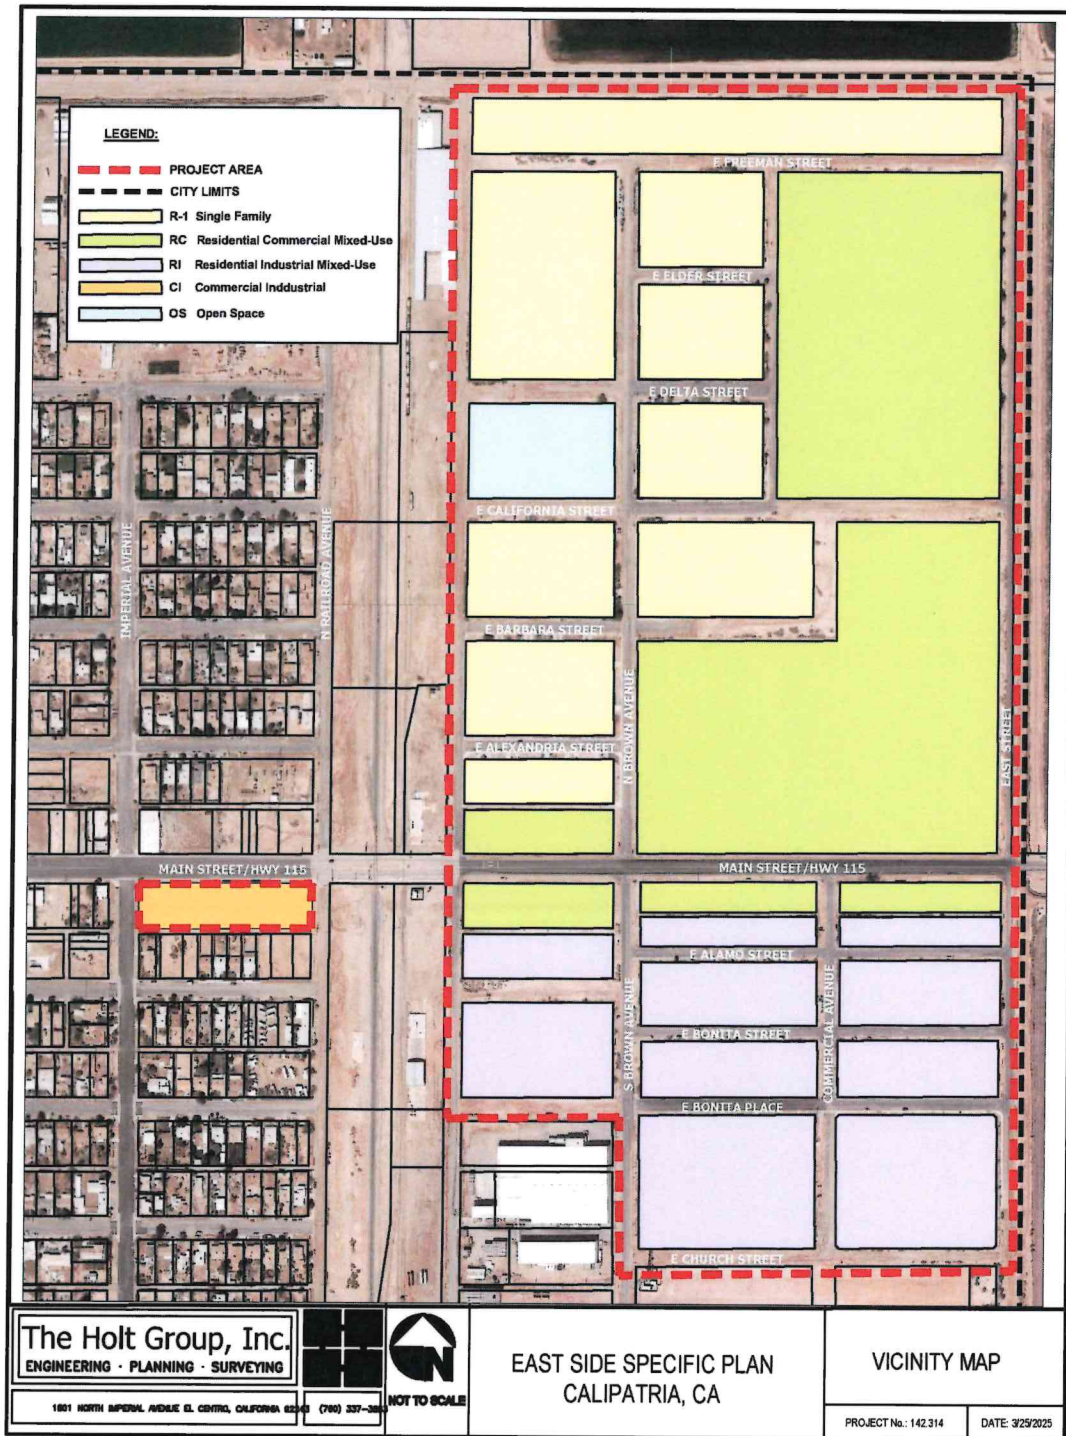 LEGEND:
PROJECT AREA
CITY LIMITS
R-1 Single Family
RC Residential Commercial Mixed-Use
RI Residential Industrial Mixed-Use
CI Commercial Inddustrial
OS Open Space
E FREEMAN STREET
E ELDER STREET
E DELTA STREET
E CALIFORNIA STREET
IMPERIAL AVENUE
N RAILROAD AVENUE
E BARBARA STREET
N BROWN AVENUE
E ALEXANDRIA STREET
EAST STREET
MAIN STREET/HWY 115
MAIN STREET/HWY 115
E ALAMO STREET
S BROWN AVENUE
COMMERCIAL AVENUE
E BONITA STREET
E BONITA PLACE
E CHURCH STREET
The Holt Group, Inc.
ENGINEERING · PLANNING · SURVEYING
1601 NORTH IMPERIAL AVENUE EL CENTRO, CALIFORNIA
(760)
N
NOT TO SCALE
EAST SIDE SPECIFIC PLAN
CALIPATRIA, CA
VICINITY MAP
PROJECT No.: 142.314
DATE: 3/25/2025